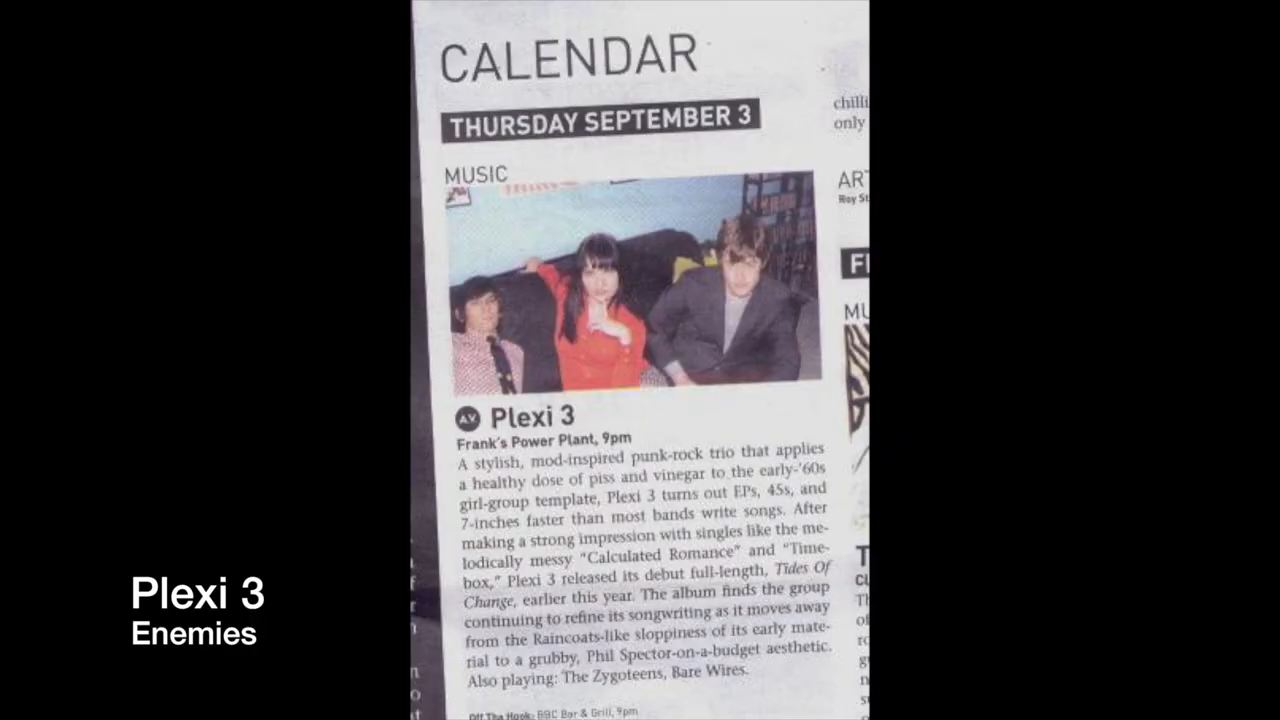 CALENDAR
THURSDAY SEPTEMBER 3
MUSIC
A.V.
Plexi 3
Frank's Power Plant, 9pm
A stylish, mod-inspired punk-rock trio that applies
a healthy dose of piss and vinegar to the early-'60s
girl-group template, Plexi 3 turns out EPs, 45s, and
7-inches faster than most bands write songs. After
making a strong impression with singles like the me-
lodically messy "Calculated Romance" and "Time-
box," Plexi 3 released its debut full-length, Tides Of
Change, earlier this year. The album finds the group
continuing to refine its songwriting as it moves away
from the Raincoats-like sloppiness of its early mate-
rial to a grubby, Phil Spector-on-a-budget aesthetic.
Also playing: The Zygoteens, Bare Wires.
Off The Hook: BBC Bar & Grill, 9pm
chilli
only
AR
Roy St
F
MU
T
Plexi 3
Enemies